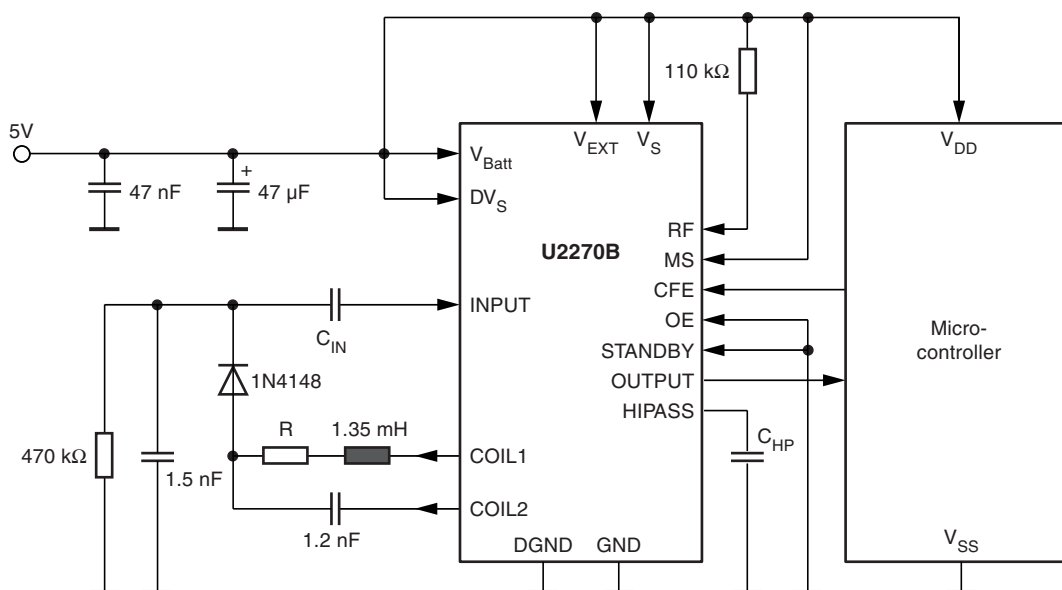 110 kΩ
5V
V_EXT V_S
V_DD
V_Batt
47 nF
+
47 µF
DV_S
RF
U2270B
MS
CFE
INPUT
OE
C_IN
Micro-
controller
STANDBY
1N4148
OUTPUT
HIPASS
R
1.35 mH
C_HP
470 kΩ
COIL1
1.5 nF
COIL2
1.2 nF
DGND GND
V_SS